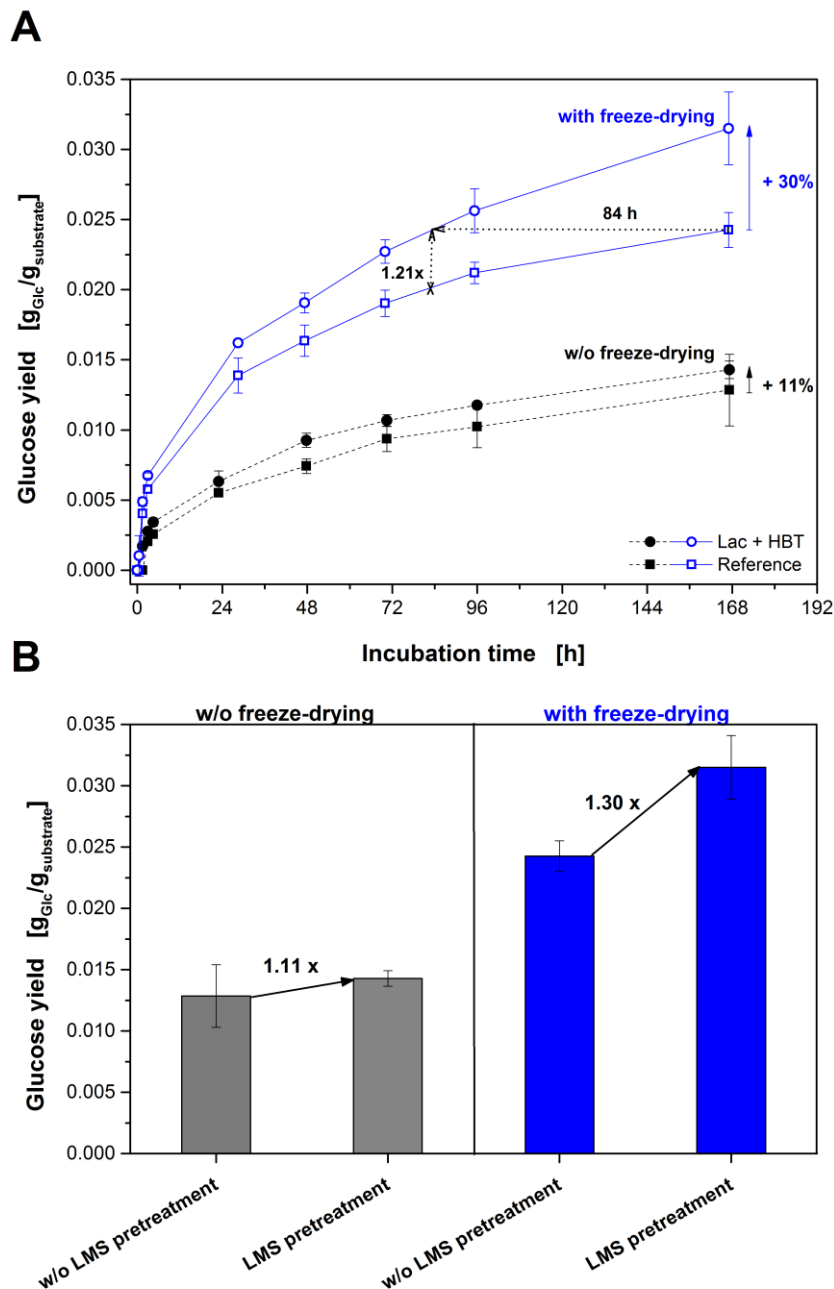 A
0.035
0.030
0.025
0.020
0.015
0.010
0.005
0.000
Glucose yield [gGlc/gsubstrate]
with freeze-drying
+ 30%
84 h
1.21x
w/o freeze-drying
+ 11%
Lac + HBT
Reference
0 24 48 72 96 120 144 168 192
Incubation time [h]
B
w/o freeze-drying with freeze-drying
0.035
0.030
0.025
0.020
0.015
0.010
0.005
0.000
Glucose yield [gGlc/gsubstrate]
1.11 x
1.30 x
w/o LMS pretreatment
LMS pretreatment
w/o LMS pretreatment
LMS pretreatment